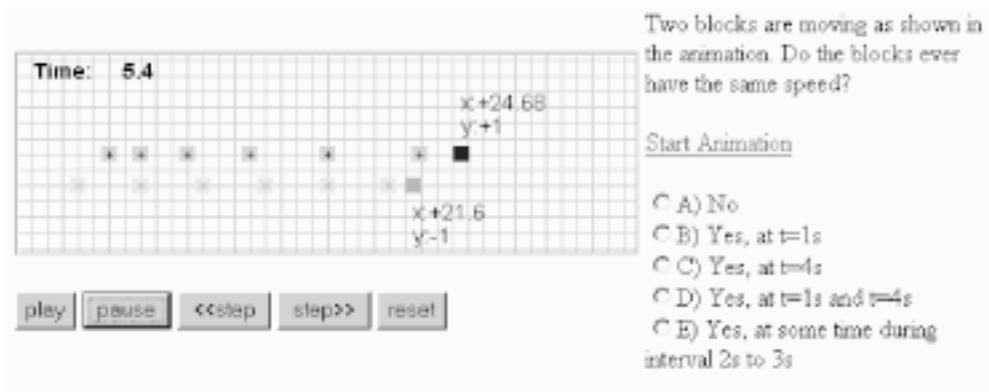 Two blocks are moving as shown in
the animation. Do the blocks ever
have the same speed?
Time: 5.4
x:+24.68
y:+1
Start Animation
x:+21.6
y:-1
A) No
B) Yes, at t=1s
C) Yes, at t=4s
D) Yes, at t=1s and t=4s
E) Yes, at some time during
interval 2s to 3s
play
pause
<<step
step>>
reset